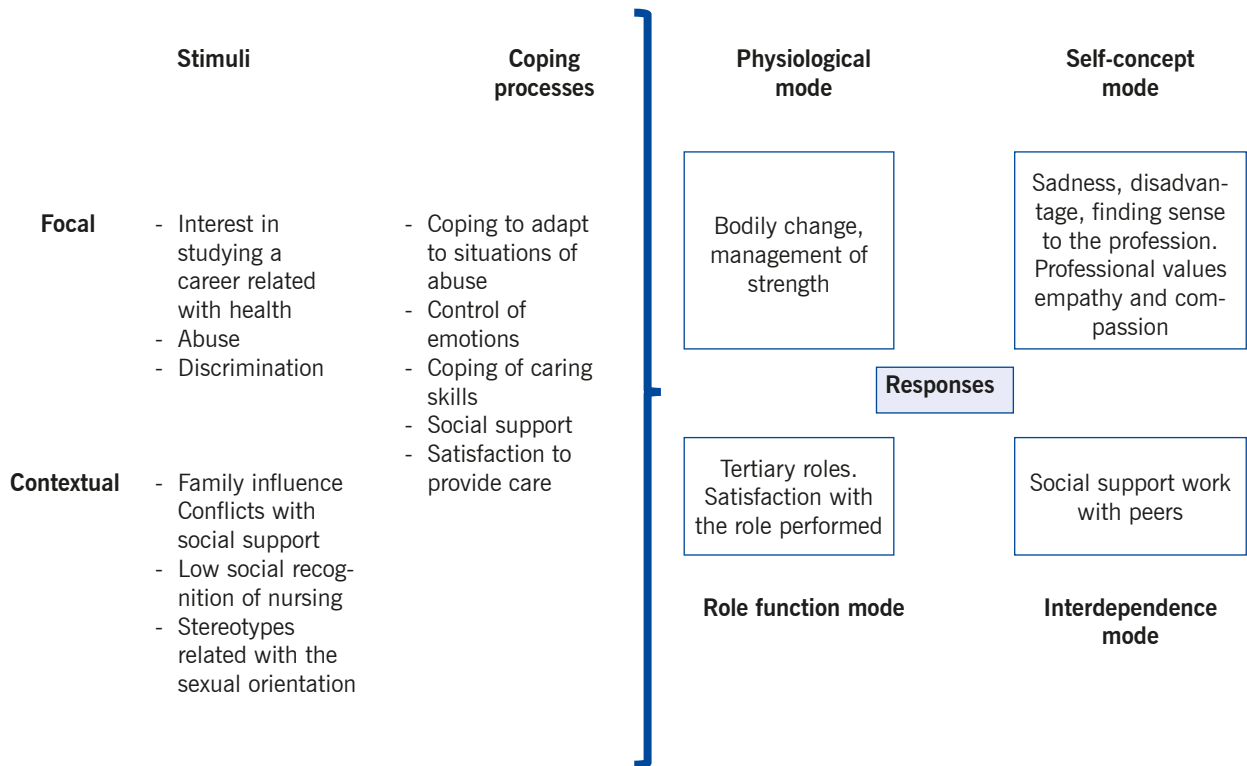 Stimuli
Coping
processes
Physiological
mode
Self-concept
mode
Focal
- Interest in
studying a
career related
with health
- Abuse
- Discrimination
Contextual
- Family influence
Conflicts with
social support
- Low social recog-
nition of nursing
- Stereotypes
related with the
sexual orientation
- Coping to adapt
to situations of
abuse
- Control of
emotions
- Coping of caring
skills
- Social support
- Satisfaction to
provide care
Bodily change,
management of
strength
Sadness, disadvan-
tage, finding sense
to the profession.
Professional values
empathy and com-
passion
Responses
Tertiary roles.
Satisfaction with
the role performed
Social support work
with peers
Role function mode
Interdependence
mode